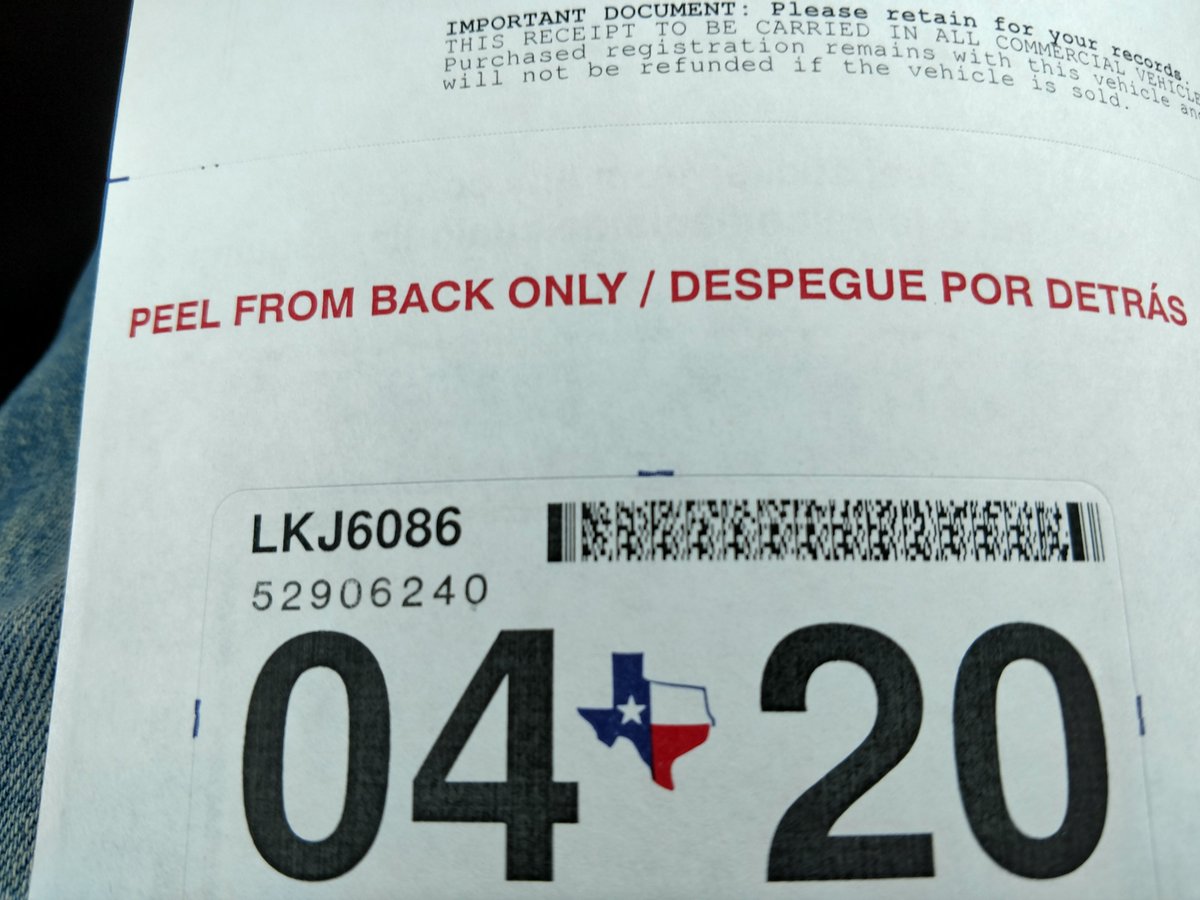 IMPORTANT DOCUMENT: Please retain for your records.
THIS RECEIPT TO BE CARRIED IN ALL COMMERCIAL VEHICLE
Purchased registration remains with this vehicle and
will not be refunded if the vehicle is sold.
PEEL FROM BACK ONLY / DESPEGUE POR DETRÁS
LKJ6086
52906240
04 20